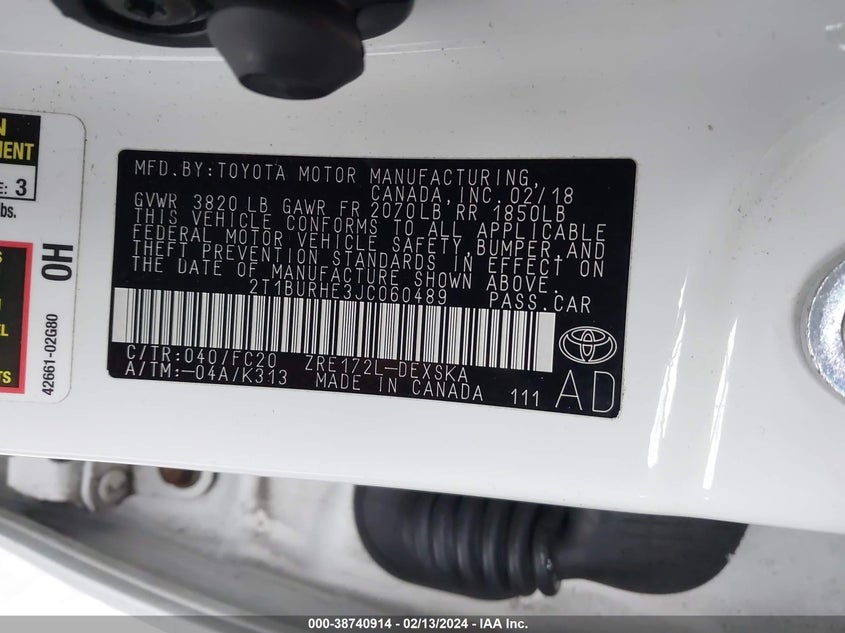 MFD.BY:TOYOTA MOTOR MANUFACTURING,
CANADA,INC.02/18
GVWR 3820 LB GAWR FR 2070LB RR 1850LB
THIS VEHICLE CONFORMS TO ALL APPLICABLE
FEDERAL MOTOR VEHICLE SAFETY,BUMPER,AND
THEFT PREVENTION STANDARDS IN EFFECT ON
THE DATE OF MANUFACTURE SHOWN ABOVE.
2T1BURHE3JC060489 PASS.CAR
C/TR:040/FC20 ZRE172L-DEXSKA
A/TM:-04A/K313 MADE IN CANADA 111
AD
3
bs.
OH
42661-02G80
000-38740914 - 02/13/2024 - IAA Inc.